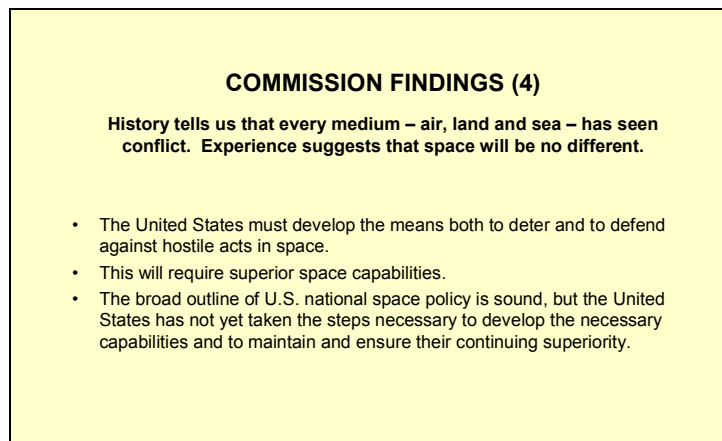 COMMISSION FINDINGS (4)
History tells us that every medium – air, land and sea – has seen
conflict.  Experience suggests that space will be no different.
• The United States must develop the means both to deter and to defend
against hostile acts in space.
• This will require superior space capabilities.
• The broad outline of U.S. national space policy is sound, but the United
States has not yet taken the steps necessary to develop the necessary
capabilities and to maintain and ensure their continuing superiority.